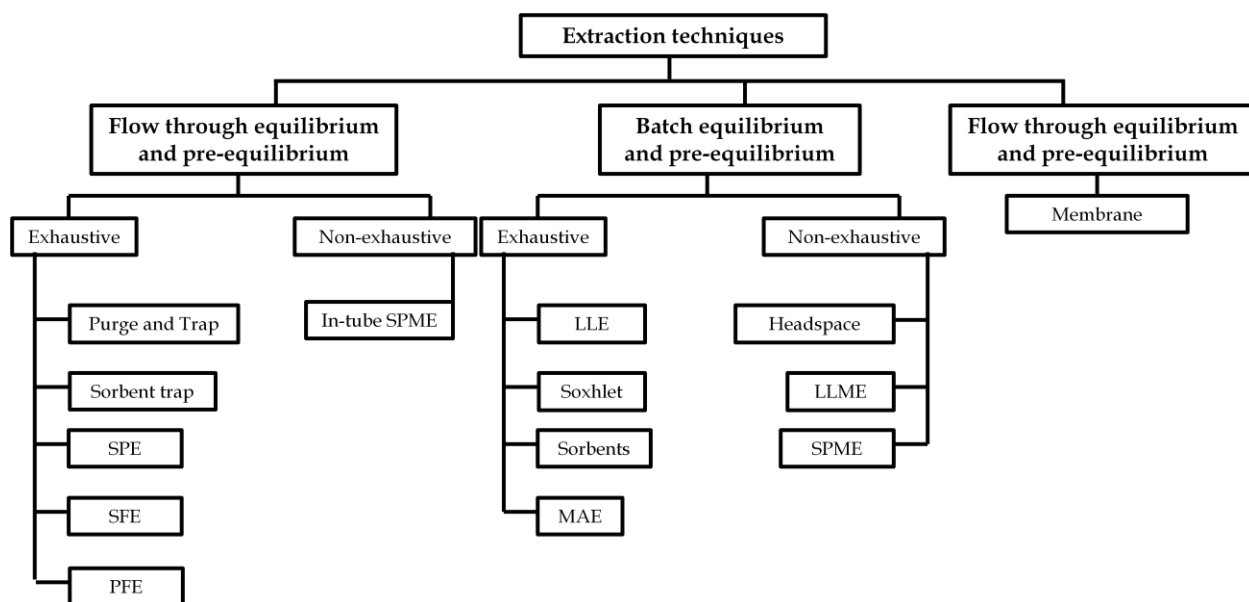 Extraction techniques
Flow through equilibrium
and pre-equilibrium
Batch equilibrium
and pre-equilibrium
Flow through equilibrium
and pre-equilibrium
Exhaustive
Non-exhaustive
Exhaustive
Non-exhaustive
Membrane
Purge and Trap
In-tube SPME
LLE
Headspace
Sorbent trap
Soxhlet
LLME
SPE
Sorbents
SPME
SFE
MAE
PFE